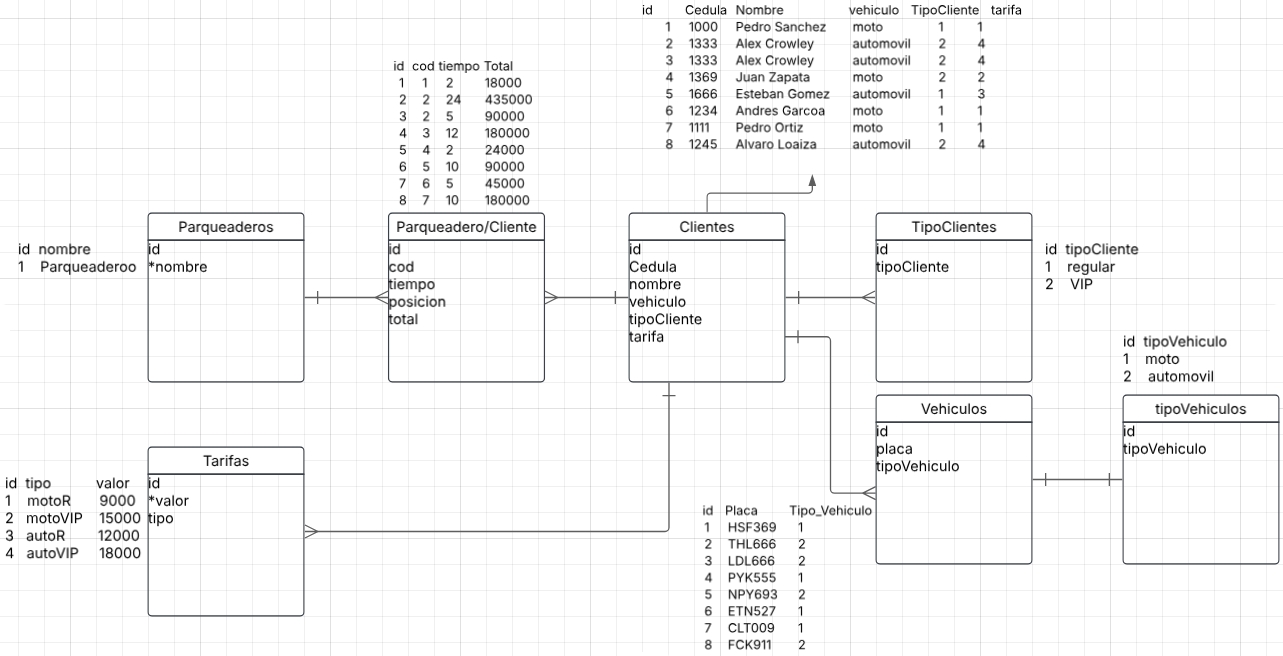 id Cedula Nombre vehiculo TipoCliente tarifa
1 1000 Pedro Sanchez moto 1 1
2 1333 Alex Crowley automovil 2 4
3 1333 Alex Crowley automovil 2 4
4 1369 Juan Zapata moto 2 2
5 1666 Esteban Gomez automovil 1 3
6 1234 Andres Garcoa moto 1 1
7 1111 Pedro Ortiz moto 1 1
8 1245 Alvaro Loaiza automovil 2 4
id cod tiempo Total
1 1 2 18000
2 2 24 435000
3 2 5 90000
4 3 12 180000
5 4 2 24000
6 5 10 90000
7 6 5 45000
8 7 10 180000
id nombre
1 Parqueaderoo
Parqueaderos
id
*nombre
Parqueadero/Cliente
id
cod
tiempo
posicion
total
Clientes
id
Cedula
nombre
vehiculo
tipoCliente
tarifa
TipoClientes
id
tipoCliente
id tipoCliente
1 regular
2 VIP
id tipoVehiculo
1 moto
2 automovil
Vehiculos
id
placa
tipoVehiculo
tipoVehiculos
id
tipoVehiculo
id tipo valor
1 motoR 9000
2 motoVIP 15000
3 autoR 12000
4 autoVIP 18000
Tarifas
id
*valor
tipo
id Placa Tipo_Vehiculo
1 HSF369 1
2 THL666 2
3 LDL666 2
4 PYK555 1
5 NPY693 2
6 ETN527 1
7 CLT009 1
8 FCK911 2